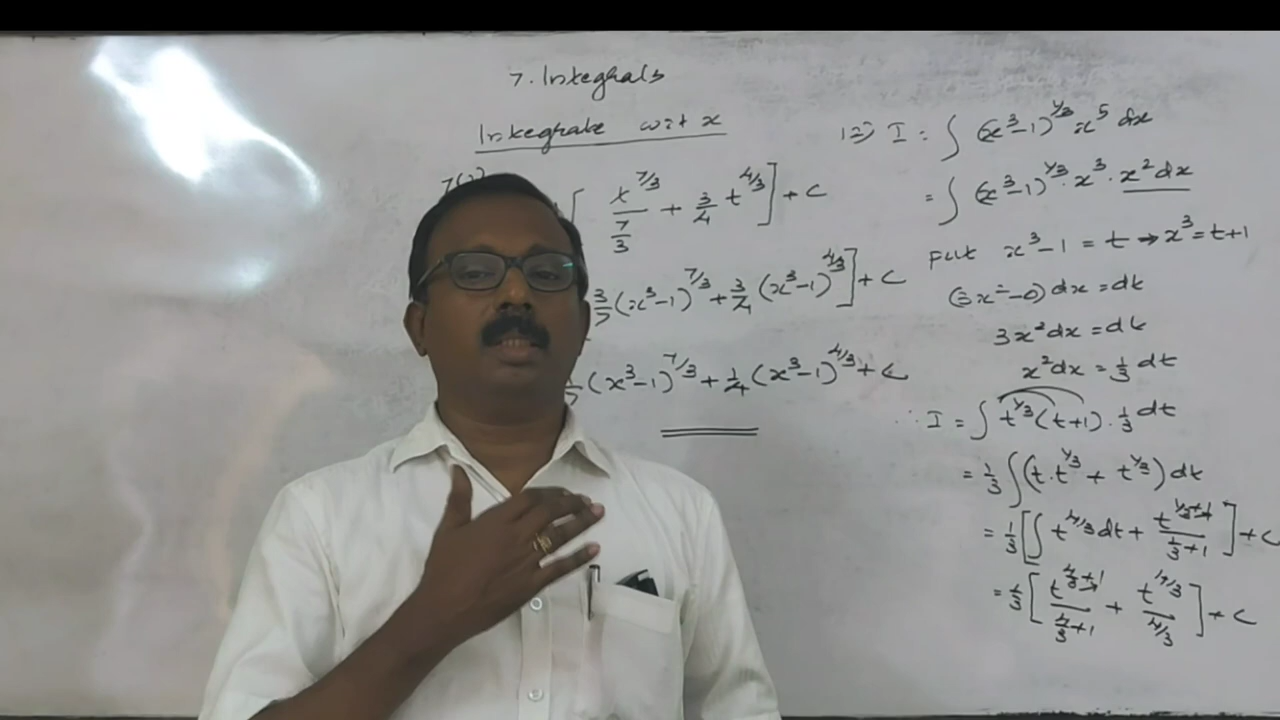 7. Integrals
Integrate w.r.t x
[ t^{7/3} / (7/3) + 3/4 t^{4/3} ] + C
3/7 (x³-1)^{7/3} + 3/4 (x³-1)^{4/3} ] + C
(x³-1)^{7/3} + 1/4 (x³-1)^{4/3} + C
12) I = ∫ (x³-1)^{1/3} x⁵ dx
= ∫ (x³-1)^{1/3} · x³ · x² dx
put x³-1 = t → x³ = t+1
(3x²-0) dx = dt
3x² dx = dt
x² dx = 1/3 dt
∴ I = ∫ t^{1/3} (t+1) · 1/3 dt
= 1/3 ∫ (t · t^{1/3} + t^{1/3}) dt
= 1/3 [ ∫ t^{4/3} dt + t^{1/3+1} / (1/3+1) ] + C
= 1/3 [ t^{4/3+1} / (4/3+1) + t^{4/3} / (4/3) ] + C